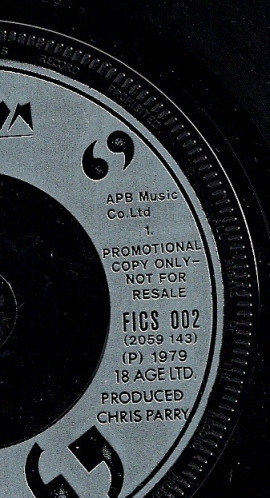 APB Music
Co.Ltd
1.
PROMOTIONAL
COPY ONLY—
NOT FOR
RESALE
FICS 002
(2059 143)
(P) 1979
18 AGE LTD.
PRODUCED
CHRIS PARRY